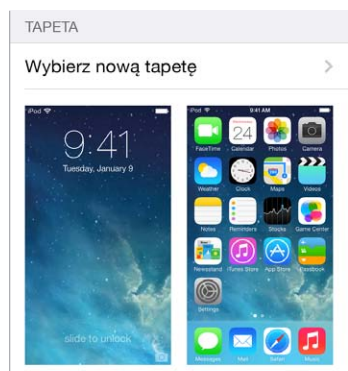 TAPETA
Wybierz nową tapetę
iPod
9:41
Tuesday, January 9
slide to unlock
iPod 9:41 AM
24
FaceTime Calendar Photos Camera
Weather Clock Maps Videos
Notes Reminders Stocks Game Center
Newsstand iTunes Store App Store Passbook
Settings
Messages Mail Safari Music